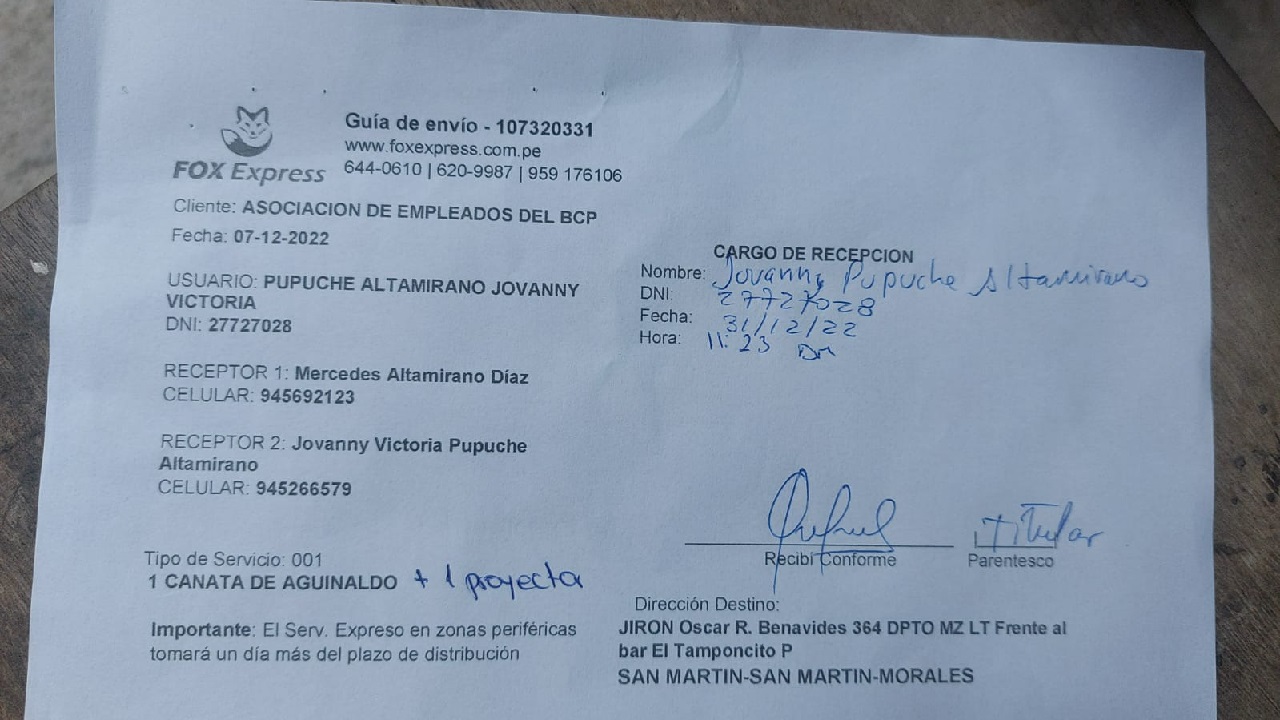 FOX Express
Guía de envío - 107320331
www.foxexpress.com.pe
644-0610 | 620-9987 | 959 176106
Cliente: ASOCIACION DE EMPLEADOS DEL BCP
Fecha: 07-12-2022
USUARIO: PUPUCHE ALTAMIRANO JOVANNY
VICTORIA
DNI: 27727028
RECEPTOR 1: Mercedes Altamirano Díaz
CELULAR: 945692123
RECEPTOR 2: Jovanny Victoria Pupuche
Altamirano
CELULAR: 945266579
Tipo de Servicio: 001
1 CANATA DE AGUINALDO + 1 proyecta
Importante: El Serv. Expreso en zonas periféricas
tomará un día más del plazo de distribución
CARGO DE RECEPCION
Nombre: Jovanny Pupuche Altamirano
DNI: 27727028
Fecha: 31/12/22
Hora: 11:23
Titular
Recibi Conforme Parentesco
Dirección Destino:
JIRON Oscar R. Benavides 364 DPTO MZ LT Frente al
bar El Tamponcito P
SAN MARTIN-SAN MARTIN-MORALES